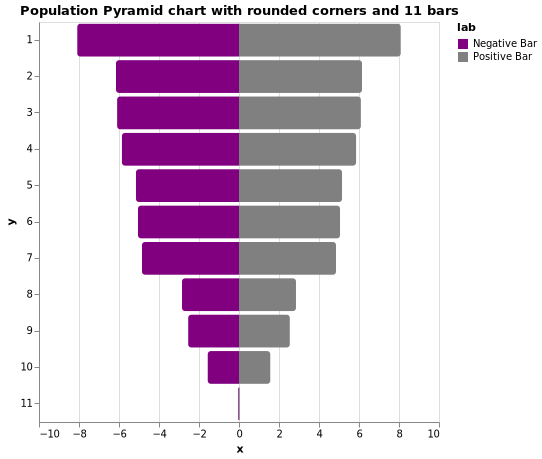 Population Pyramid chart with rounded corners and 11 bars
lab
Negative Bar
Positive Bar
y
1
2
3
4
5
6
7
8
9
10
11
−10 −8 −6 −4 −2 0 2 4 6 8 10
x